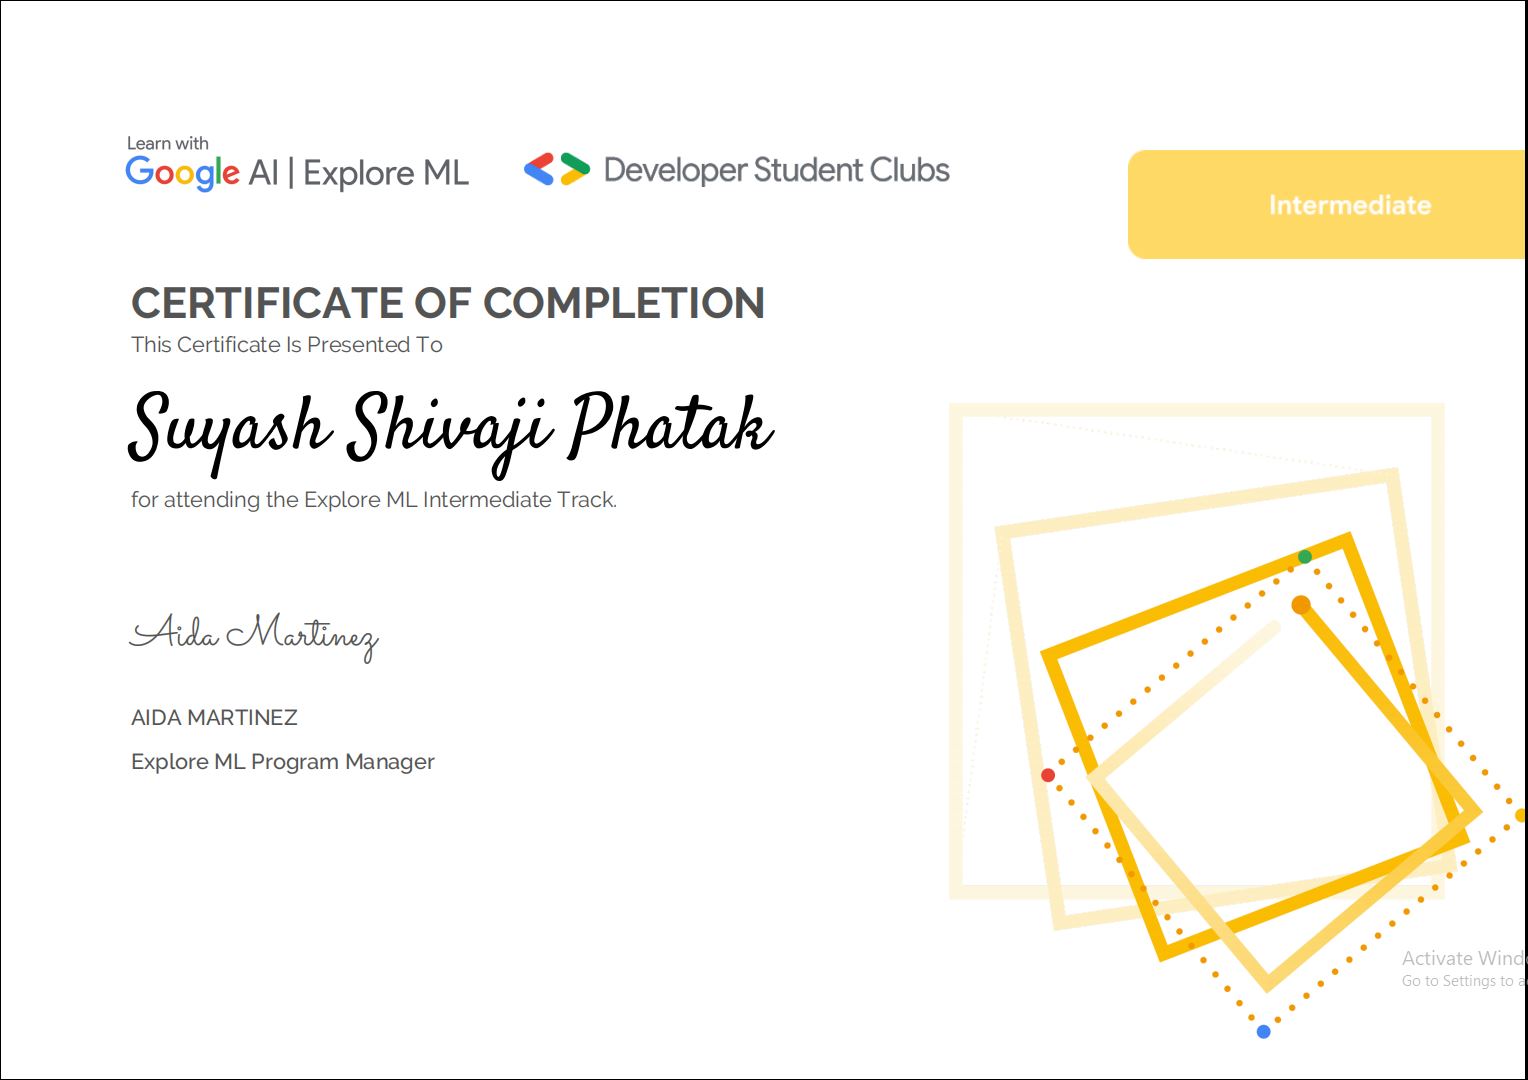 Learn with
Google AI | Explore ML
Developer Student Clubs
Intermediate
CERTIFICATE OF COMPLETION
This Certificate Is Presented To
Suyash Shivaji Phatak
for attending the Explore ML Intermediate Track.
Aida Martinez
AIDA MARTINEZ
Explore ML Program Manager
Activate Wind
Go to Settings to a